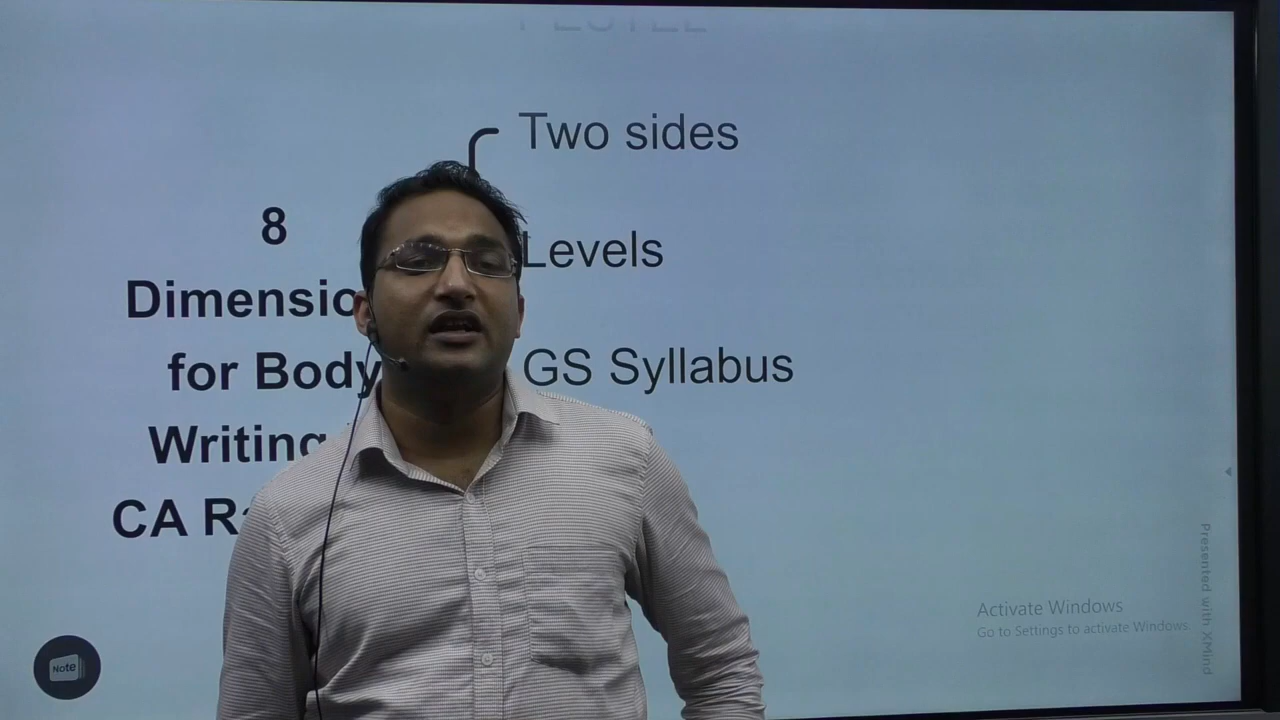 Two sides
8
Levels
Dimensio
for Body
GS Syllabus
Writing
CA Ra
Activate Windows
Go to Settings to activate Windows.
Presented with XMind
Note